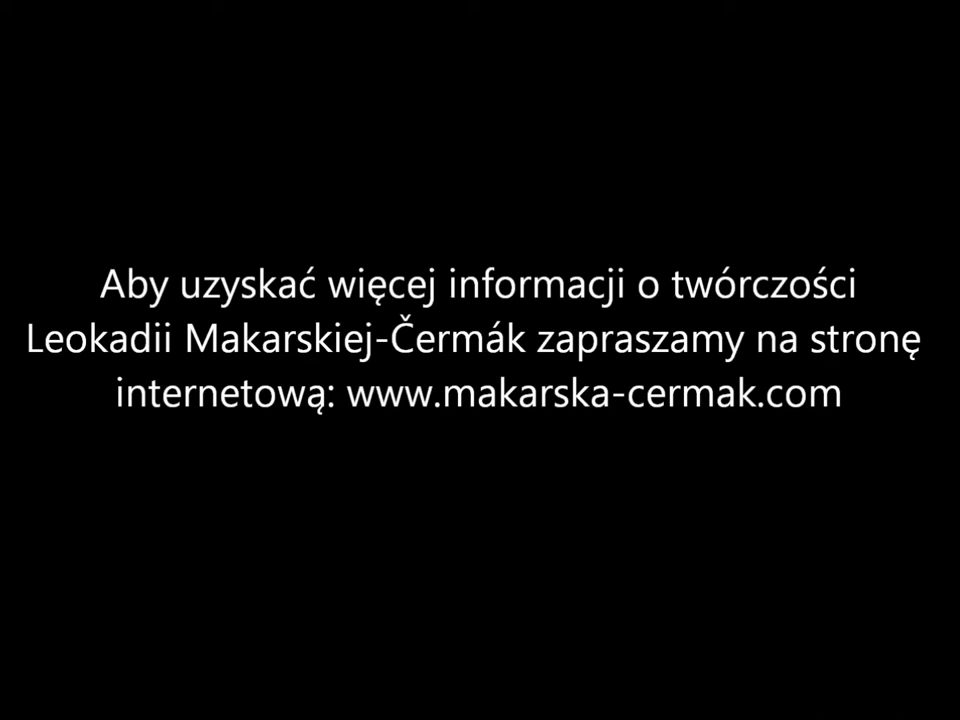 Aby uzyskać więcej informacji o twórczości
Leokadii Makarskiej-Čermák zapraszamy na stronę
internetową: www.makarska-cermak.com